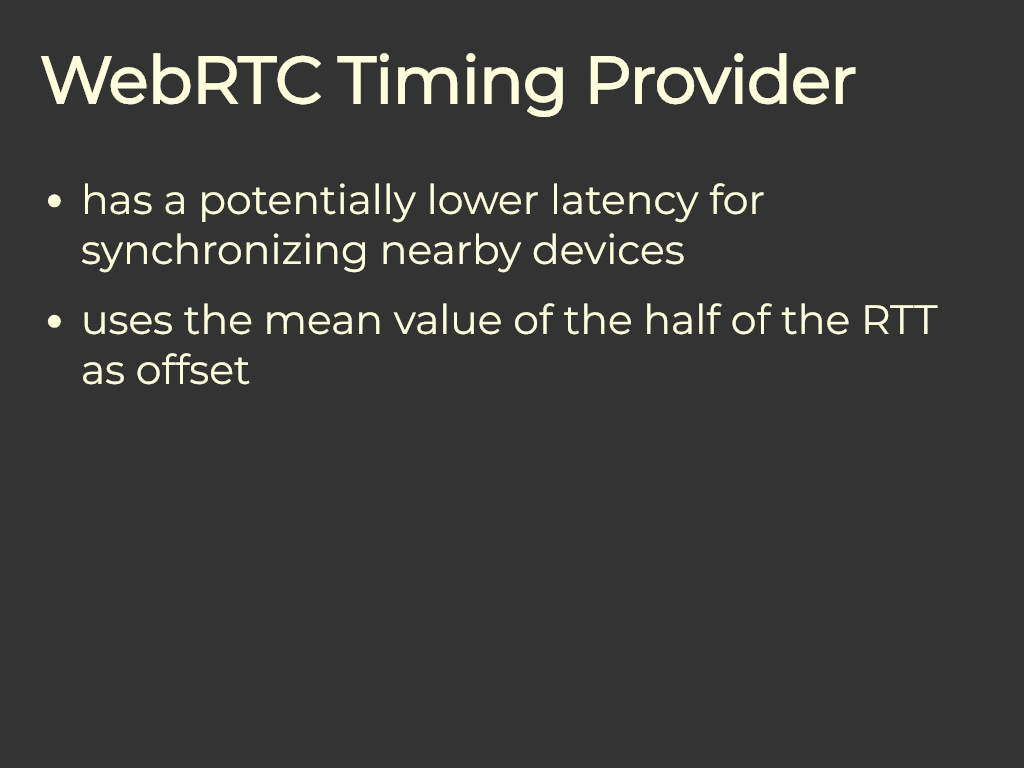 WebRTC Timing Provider
• has a potentially lower latency for
synchronizing nearby devices
• uses the mean value of the half of the RTT
as offset